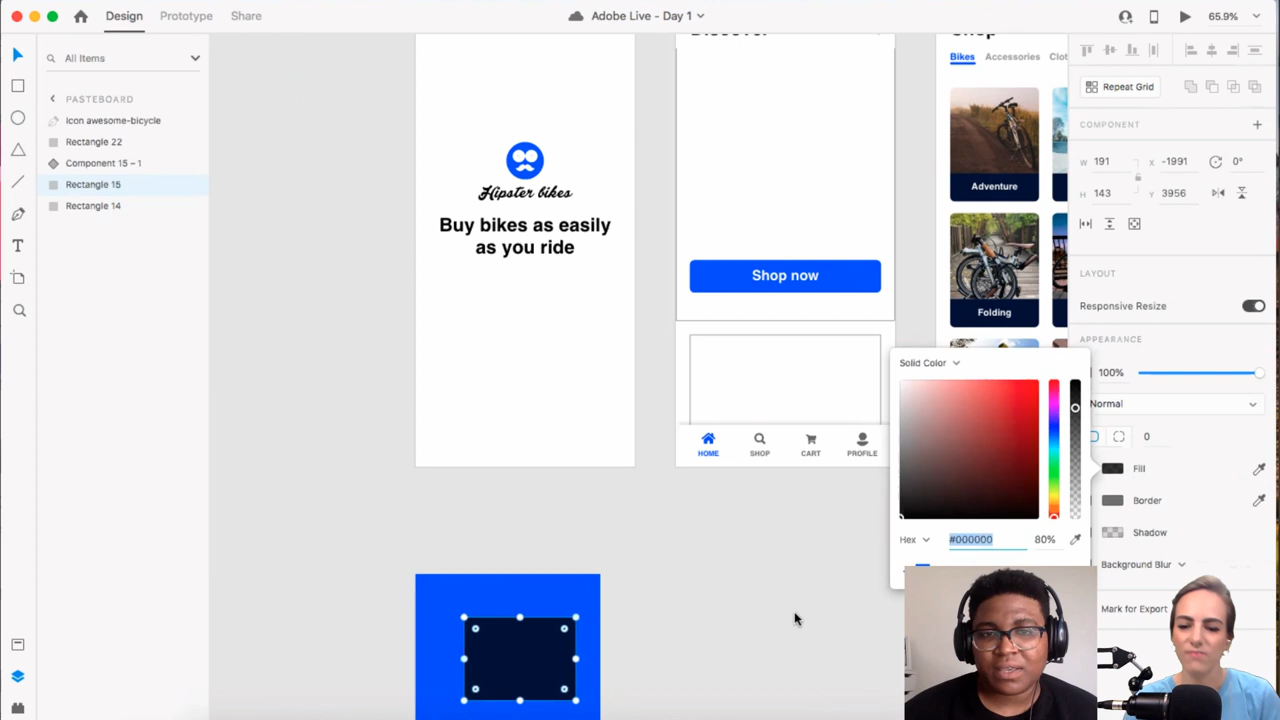 Design Prototype Share
Adobe Live - Day 1
65.9%
All Items
PASTEBOARD
Icon awesome-bicycle
Rectangle 22
Component 15 – 1
Rectangle 15
Rectangle 14
T
Hipster bikes
Buy bikes as easily
as you ride
Discover
Shop now
HOME SHOP CART PROFILE
Shop
Bikes Accessories Clot
Adventure
Folding
Solid Color
Hex #000000 80%
Repeat Grid
COMPONENT
W 191 X -1991 0°
H 143 Y 3956
LAYOUT
Responsive Resize
APPEARANCE
100%
Normal
0
Fill
Border
Shadow
Background Blur
Mark for Export